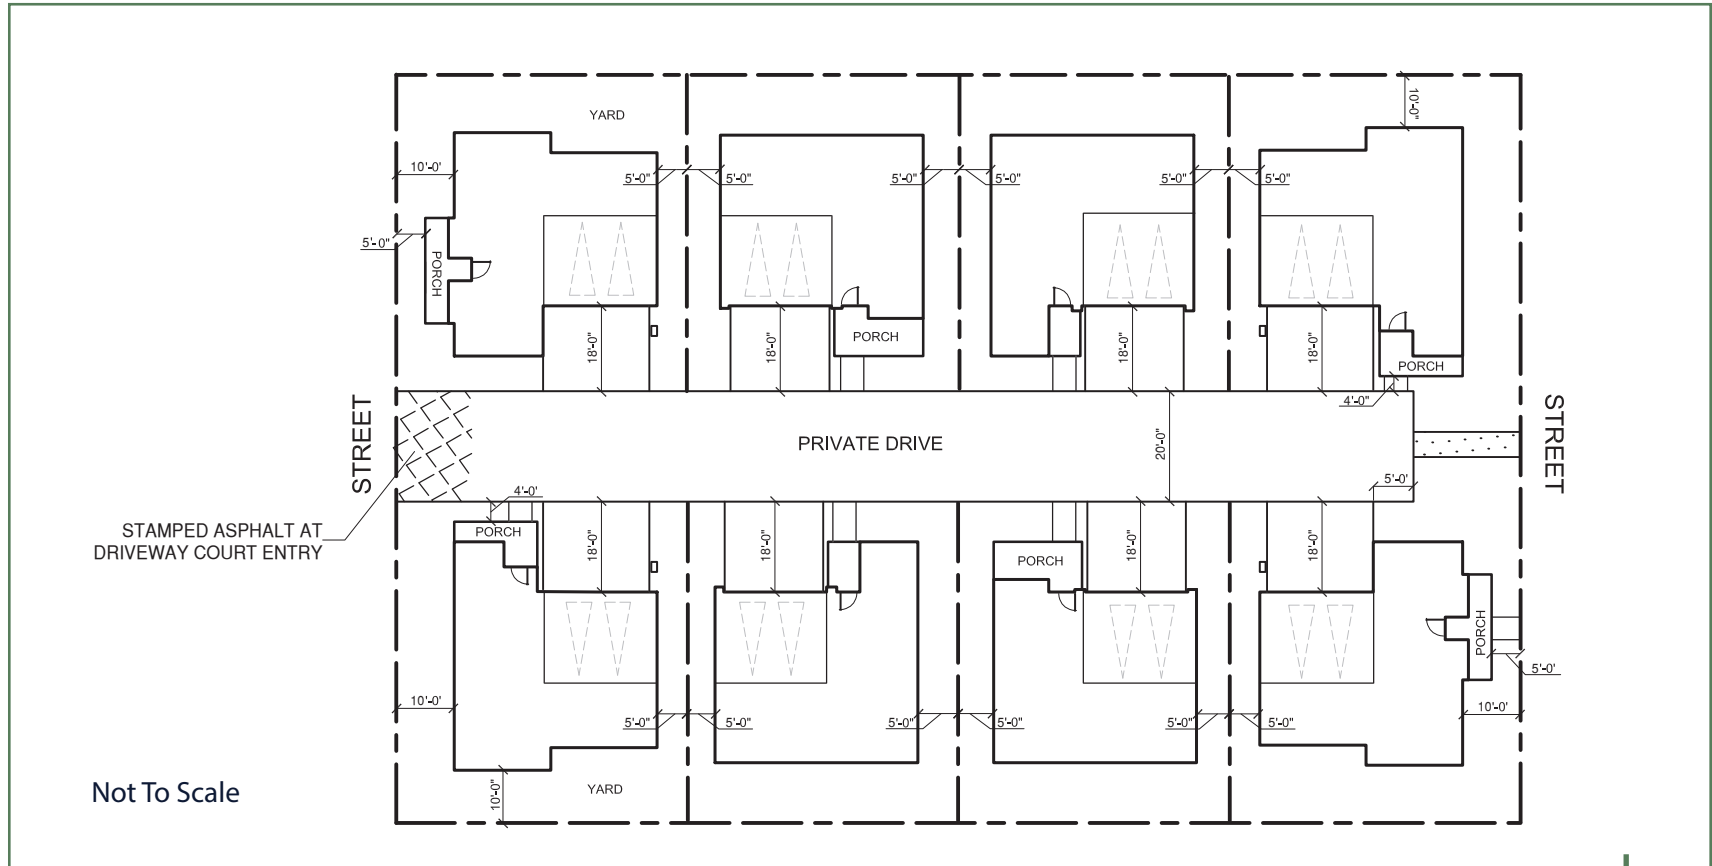 10'-0"
YARD
10'-0'
5'-0"
5'-0"
5'-0"
5'-0"
5'-0"
5'-0"
5'-0"
PORCH
18'-0"
18'-0"
PORCH
18'-0"
18'-0"
PORCH
4'-0"
STREET
PRIVATE DRIVE
20'-0"
STREET
5'-0"
4'-0'
STAMPED ASPHALT AT
DRIVEWAY COURT ENTRY
PORCH
18'-0"
18'-0"
PORCH
18'-0"
18'-0"
PORCH
5'-0'
10'-0'
10'-0'
5'-0"
5'-0"
5'-0"
5'-0"
5'-0"
5'-0"
Not To Scale
10'-0"
YARD